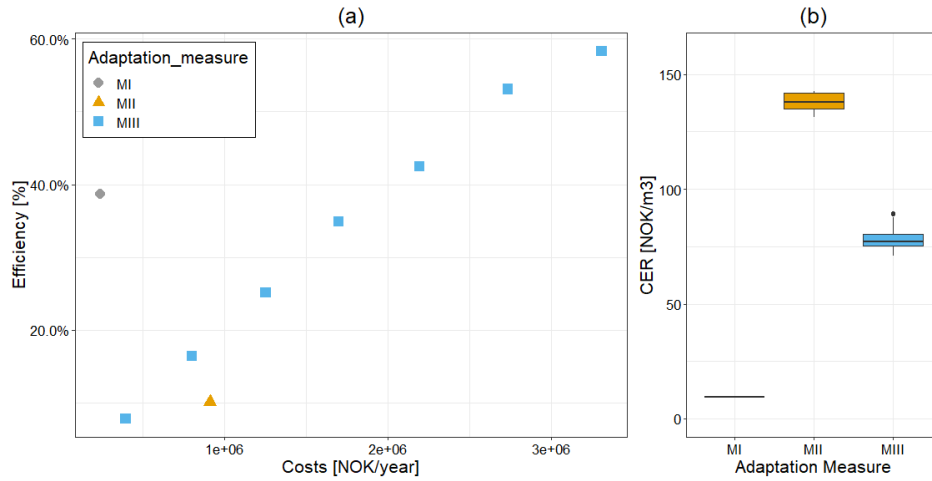 (a)
60.0%
40.0%
20.0%
Efficiency [%]
Adaptation_measure
MI
MII
MIII
1e+06
2e+06
3e+06
Costs [NOK/year]
(b)
150
100
50
0
CER [NOK/m3]
MI
MII
MIII
Adaptation Measure